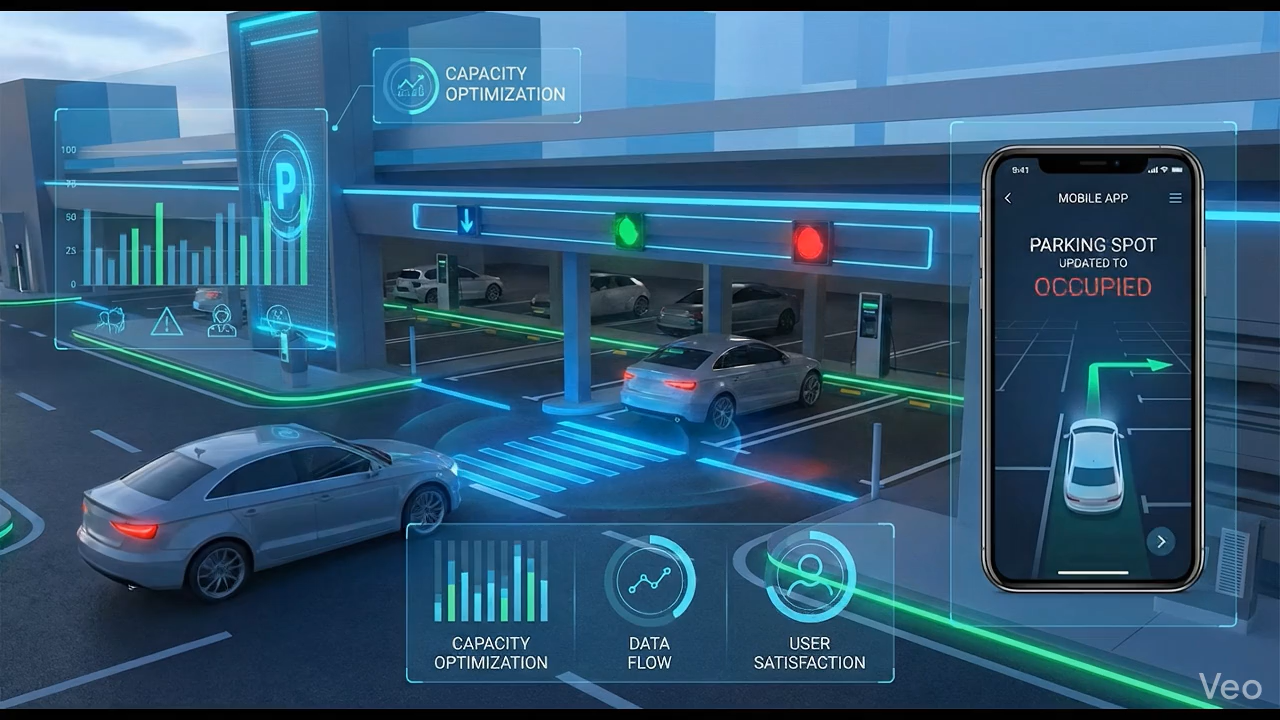 CAPACITY
OPTIMIZATION
100
75
50
25
0
P
9:41
MOBILE APP
PARKING SPOT
UPDATED TO
OCCUPIED
CAPACITY
OPTIMIZATION
DATA
FLOW
USER
SATISFACTION
Veo